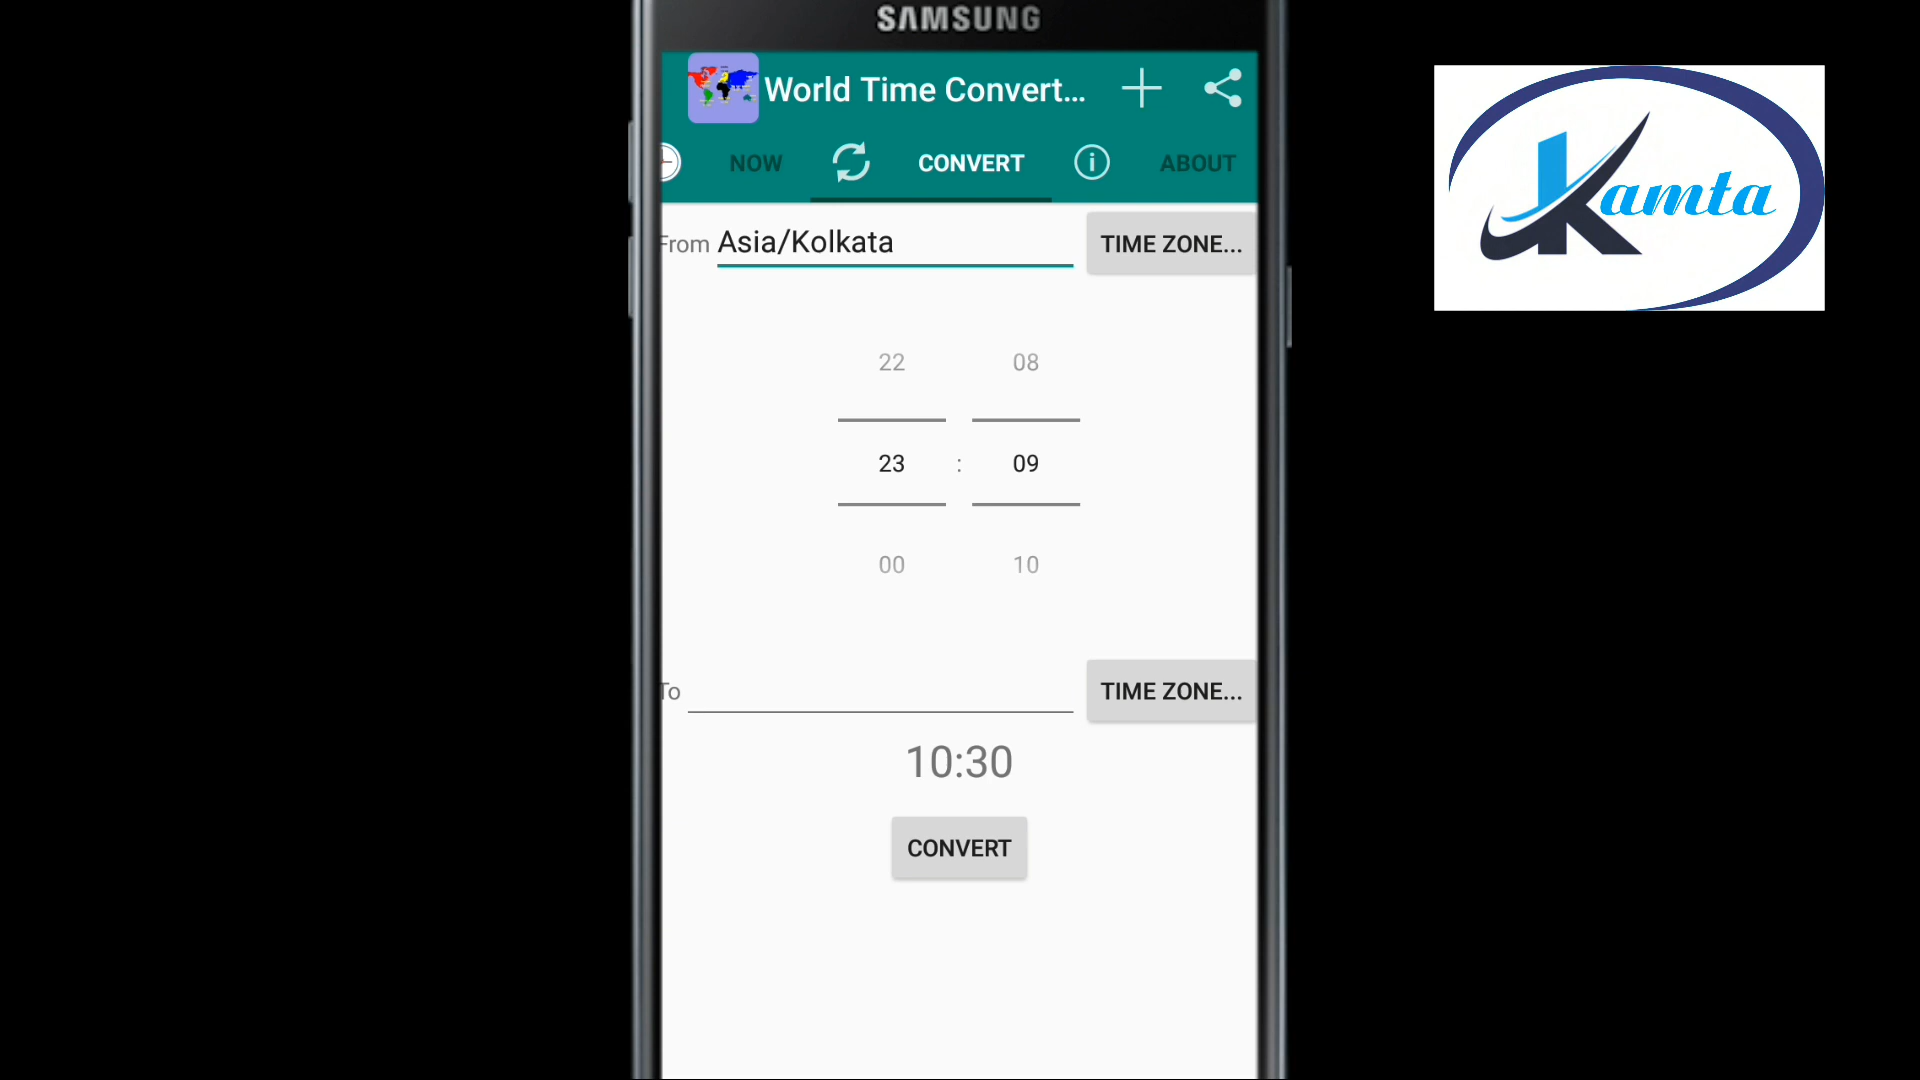 SAMSUNG
World Time Convert...
NOW
CONVERT
ABOUT
From Asia/Kolkata
TIME ZONE...
22 08
23 : 09
00 10
To
TIME ZONE...
10:30
CONVERT
Kamta